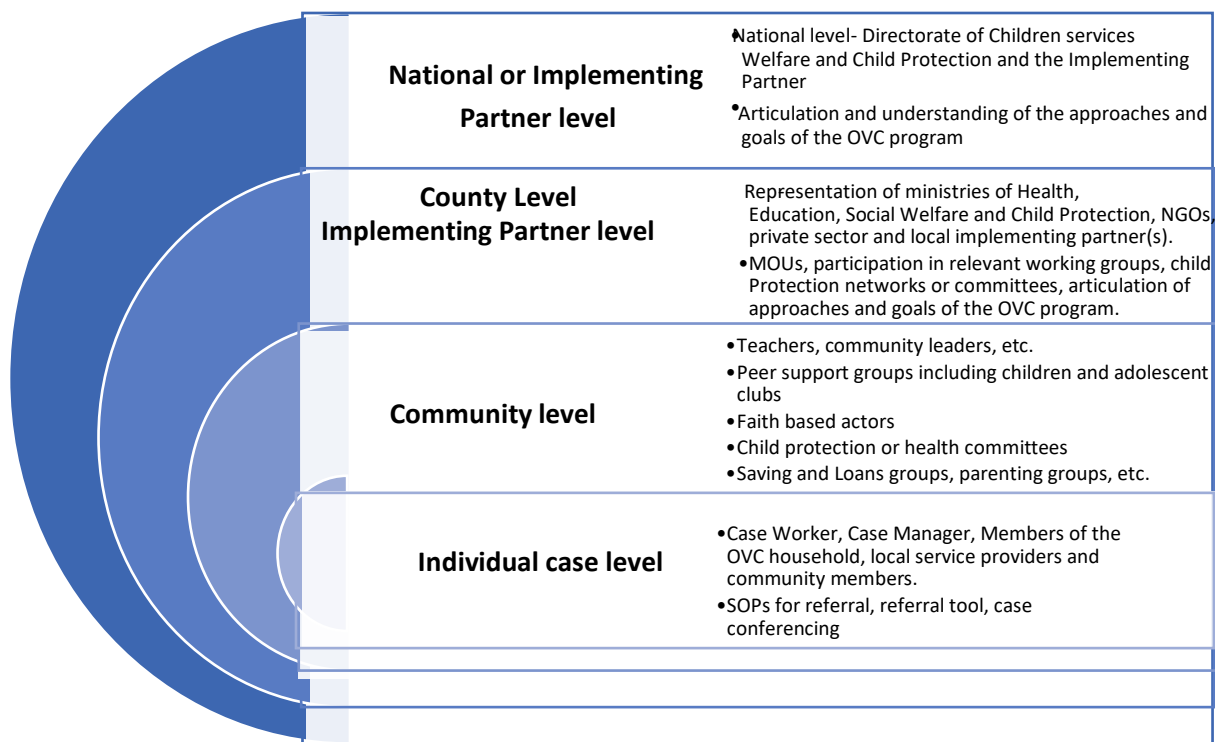 National or Implementing
Partner level
•National level- Directorate of Children services
Welfare and Child Protection and the Implementing
Partner
•Articulation and understanding of the approaches and
goals of the OVC program
County Level
Implementing Partner level
Representation of ministries of Health,
Education, Social Welfare and Child Protection, NGOs,
private sector and local implementing partner(s).
•MOUs, participation in relevant working groups, child
Protection networks or committees, articulation of
approaches and goals of the OVC program.
Community level
•Teachers, community leaders, etc.
•Peer support groups including children and adolescent
clubs
•Faith based actors
•Child protection or health committees
•Saving and Loans groups, parenting groups, etc.
Individual case level
•Case Worker, Case Manager, Members of the
OVC household, local service providers and
community members.
•SOPs for referral, referral tool, case
conferencing